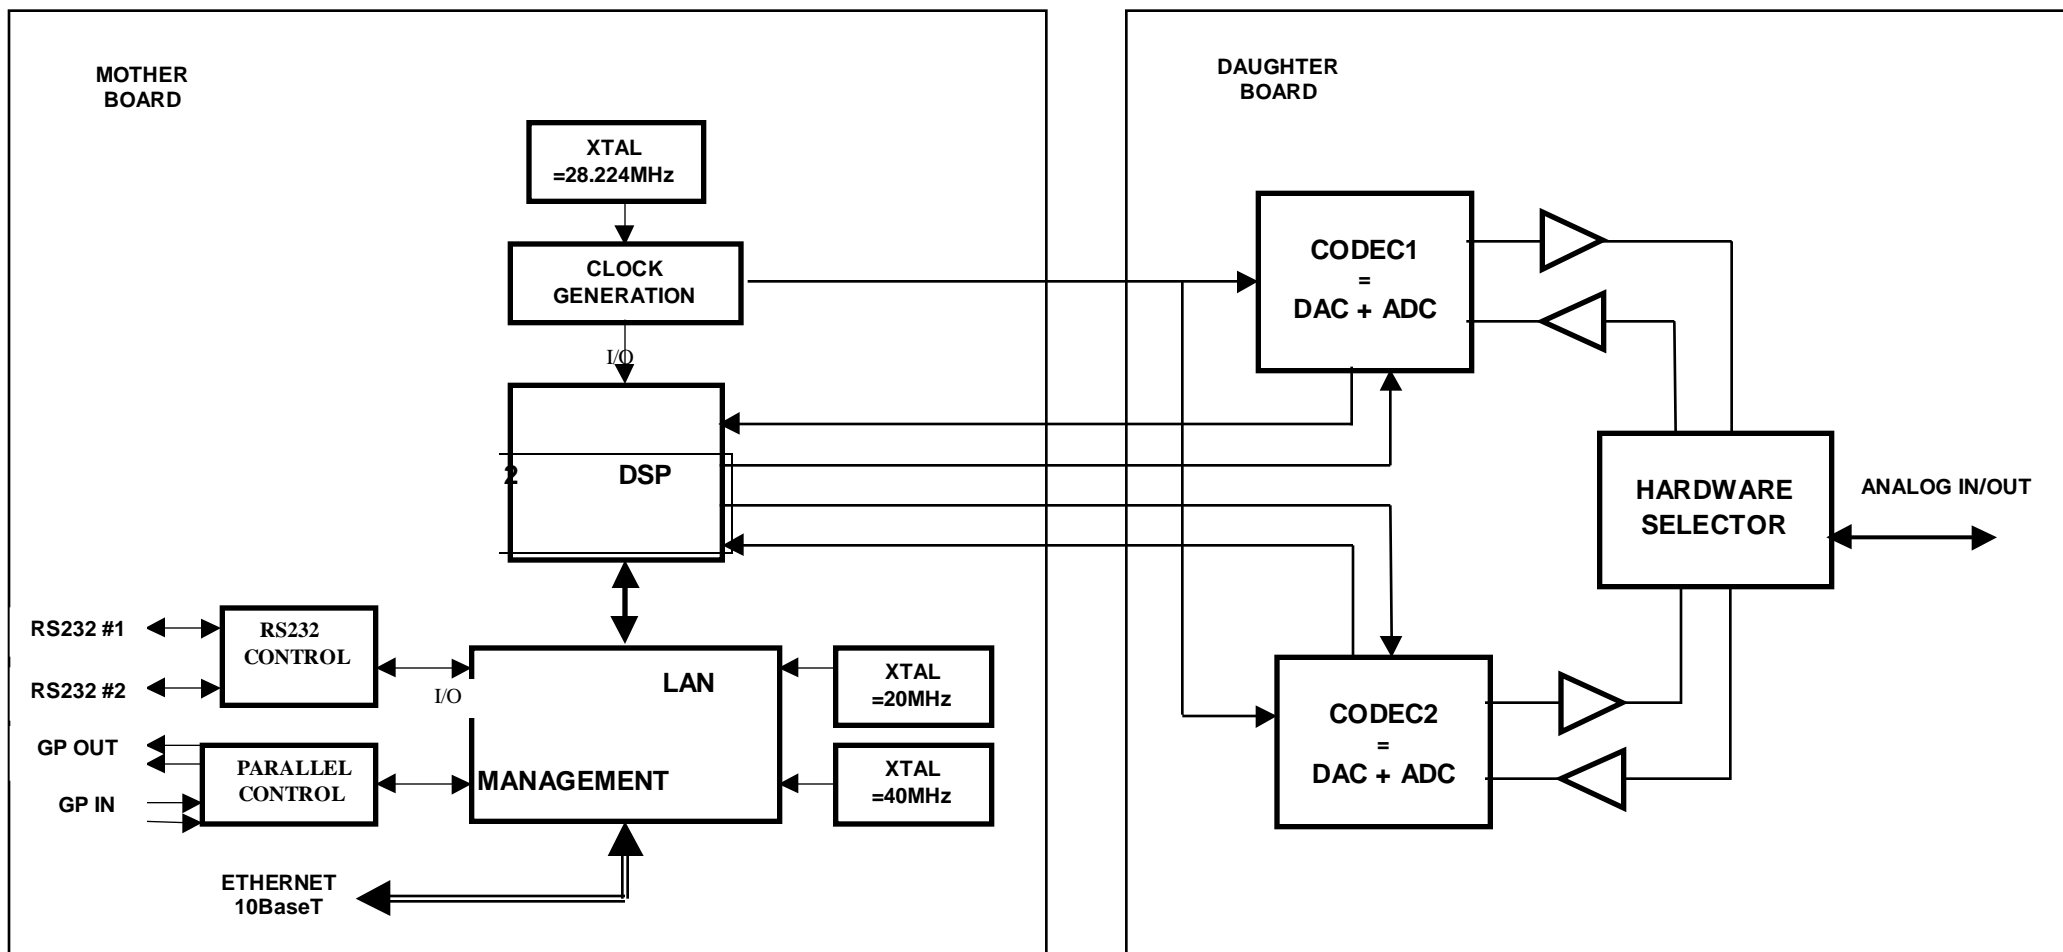 MOTHER
BOARD
DAUGHTER
BOARD
XTAL
=28.224MHz
CLOCK
GENERATION
I/O
2 DSP
CODEC1
=
DAC + ADC
HARDWARE
SELECTOR
ANALOG IN/OUT
RS232 #1
RS232 #2
RS232
CONTROL
I/O
GP OUT
GP IN
PARALLEL
CONTROL
LAN
MANAGEMENT
XTAL
=20MHz
XTAL
=40MHz
CODEC2
=
DAC + ADC
ETHERNET
10BaseT